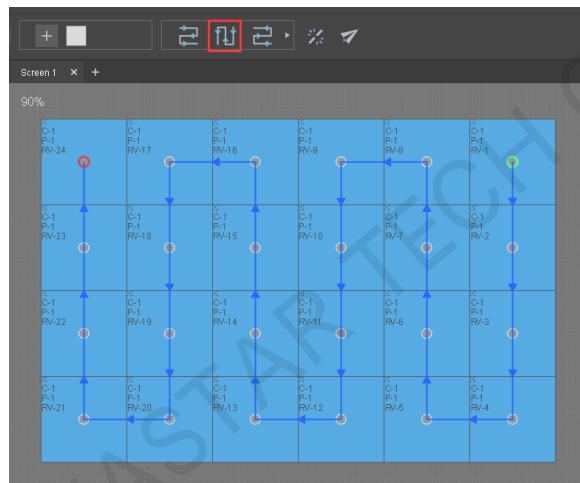 Screen 1 × +
90%
C-1
P-1
RV-24
C-1
P-1
RV-17
C-1
P-1
RV-16
C-1
P-1
RV-9
C-1
P-1
RV-8
C-1
P-1
RV-1
C-1
P-1
RV-23
C-1
P-1
RV-18
C-1
P-1
RV-15
C-1
P-1
RV-10
C-1
P-1
RV-7
C-1
P-1
RV-2
C-1
P-1
RV-22
C-1
P-1
RV-19
C-1
P-1
RV-14
C-1
P-1
RV-11
C-1
P-1
RV-6
C-1
P-1
RV-3
C-1
P-1
RV-21
C-1
P-1
RV-20
C-1
P-1
RV-13
C-1
P-1
RV-12
C-1
P-1
RV-5
C-1
P-1
RV-4
ASTAR TECH